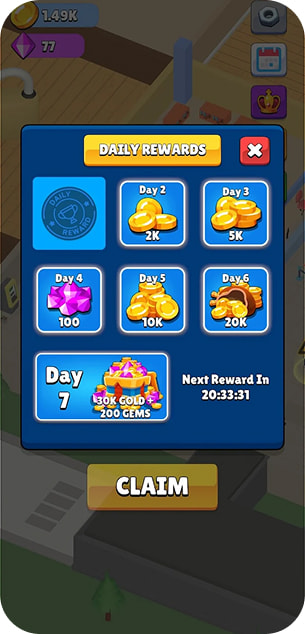 1.49K
77
DAILY REWARDS
DAILY
REWARD
Day 2
2K
Day 3
5K
Day 4
100
Day 5
10K
Day 6
20K
Day
7
30K GOLD +
200 GEMS
Next Reward In
20:33:31
CLAIM